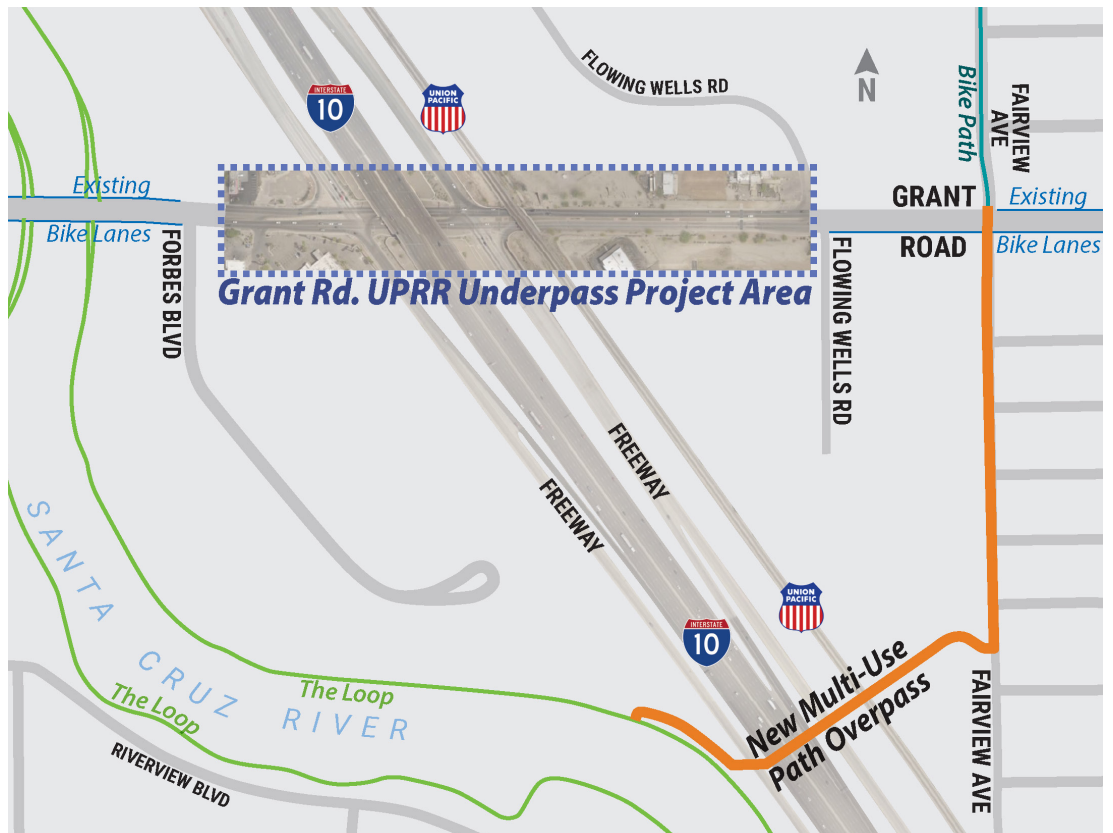 FLOWING WELLS RD
INTERSTATE
10
UNION
PACIFIC
N
Bike Path
FAIRVIEW
AVE
Existing
Bike Lanes
GRANT
ROAD
Existing
Bike Lanes
FORBES BLVD
Grant Rd. UPRR Underpass Project Area
FLOWING WELLS RD
FREEWAY
FREEWAY
SANTA
CRUZ
RIVER
UNION
PACIFIC
INTERSTATE
10
The Loop
The Loop
New Multi-Use
Path Overpass
FAIRVIEW AVE
RIVERVIEW BLVD